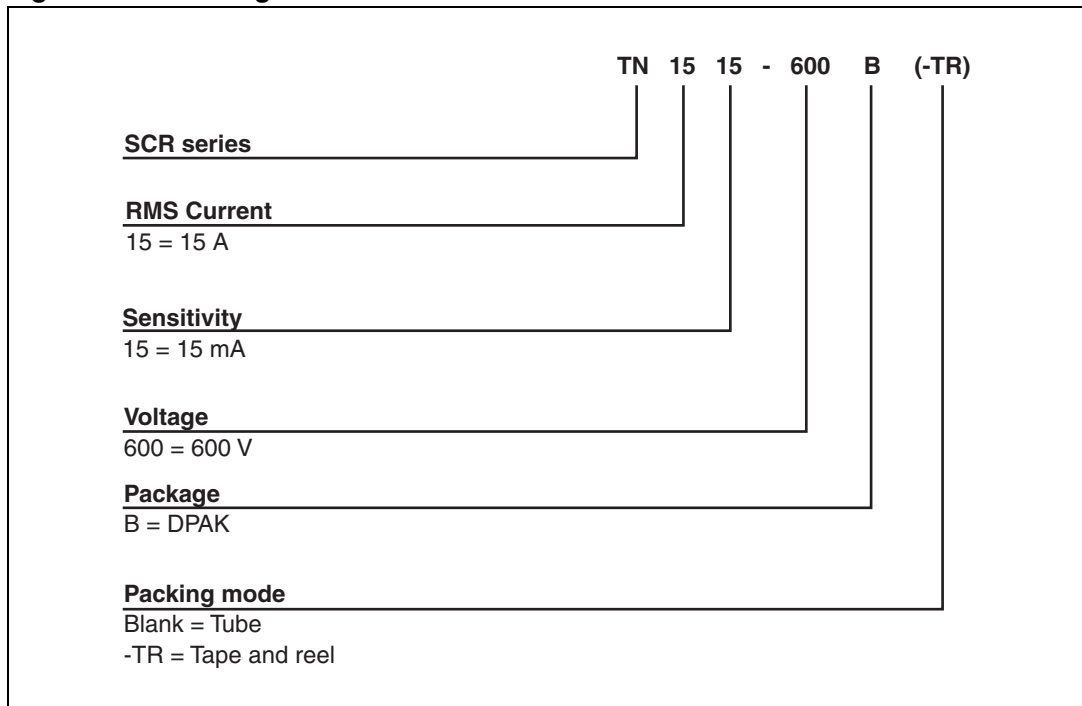 TN 15 15 - 600 B (-TR)
SCR series
RMS Current
15 = 15 A
Sensitivity
15 = 15 mA
Voltage
600 = 600 V
Package
B = DPAK
Packing mode
Blank = Tube
-TR = Tape and reel